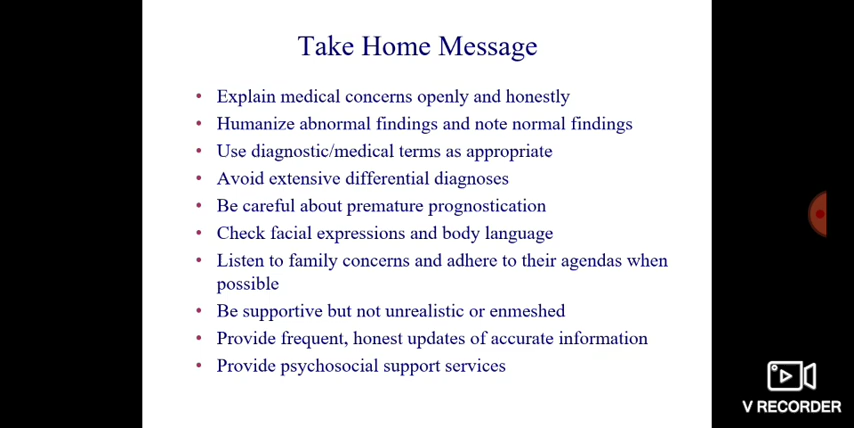 Take Home Message
• Explain medical concerns openly and honestly
• Humanize abnormal findings and note normal findings
• Use diagnostic/medical terms as appropriate
• Avoid extensive differential diagnoses
• Be careful about premature prognostication
• Check facial expressions and body language
• Listen to family concerns and adhere to their agendas when
possible
• Be supportive but not unrealistic or enmeshed
• Provide frequent, honest updates of accurate information
• Provide psychosocial support services
V RECORDER